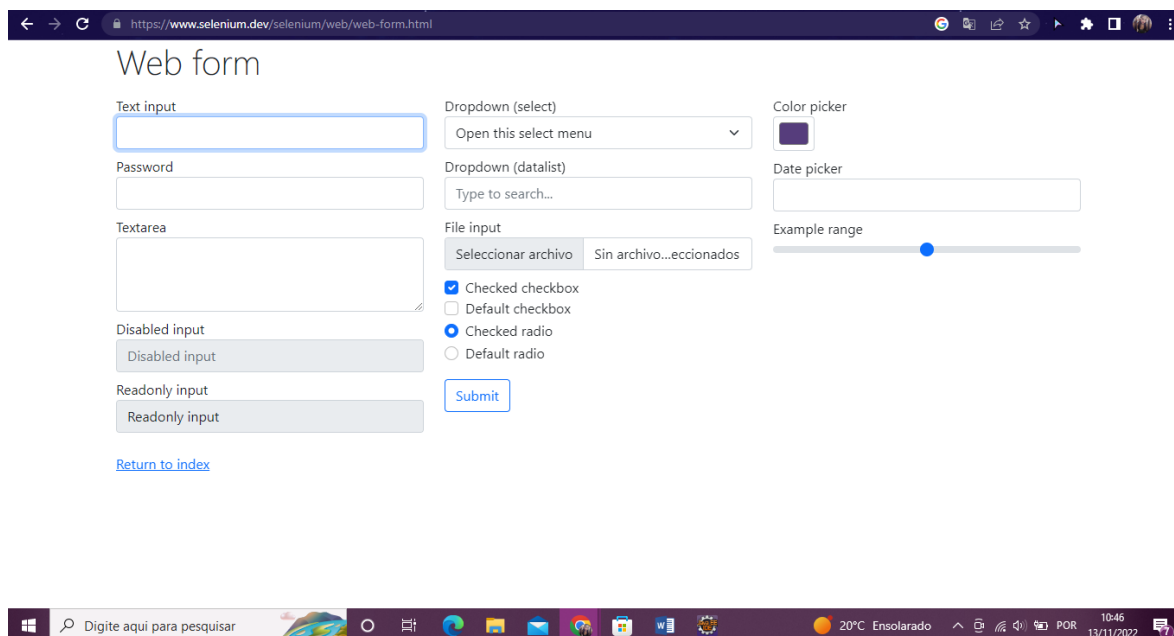 https://www.selenium.dev/selenium/web/web-form.html
Web form
Text input
Password
Textarea
Disabled input
Disabled input
Readonly input
Readonly input
Return to index
Dropdown (select)
Open this select menu
Dropdown (datalist)
Type to search...
File input
Seleccionar archivo Sin archivo...eccionados
Checked checkbox
Default checkbox
Checked radio
Default radio
Submit
Color picker
Date picker
Example range
Digite aqui para pesquisar
20°C Ensolarado
POR
10:46
13/11/2022